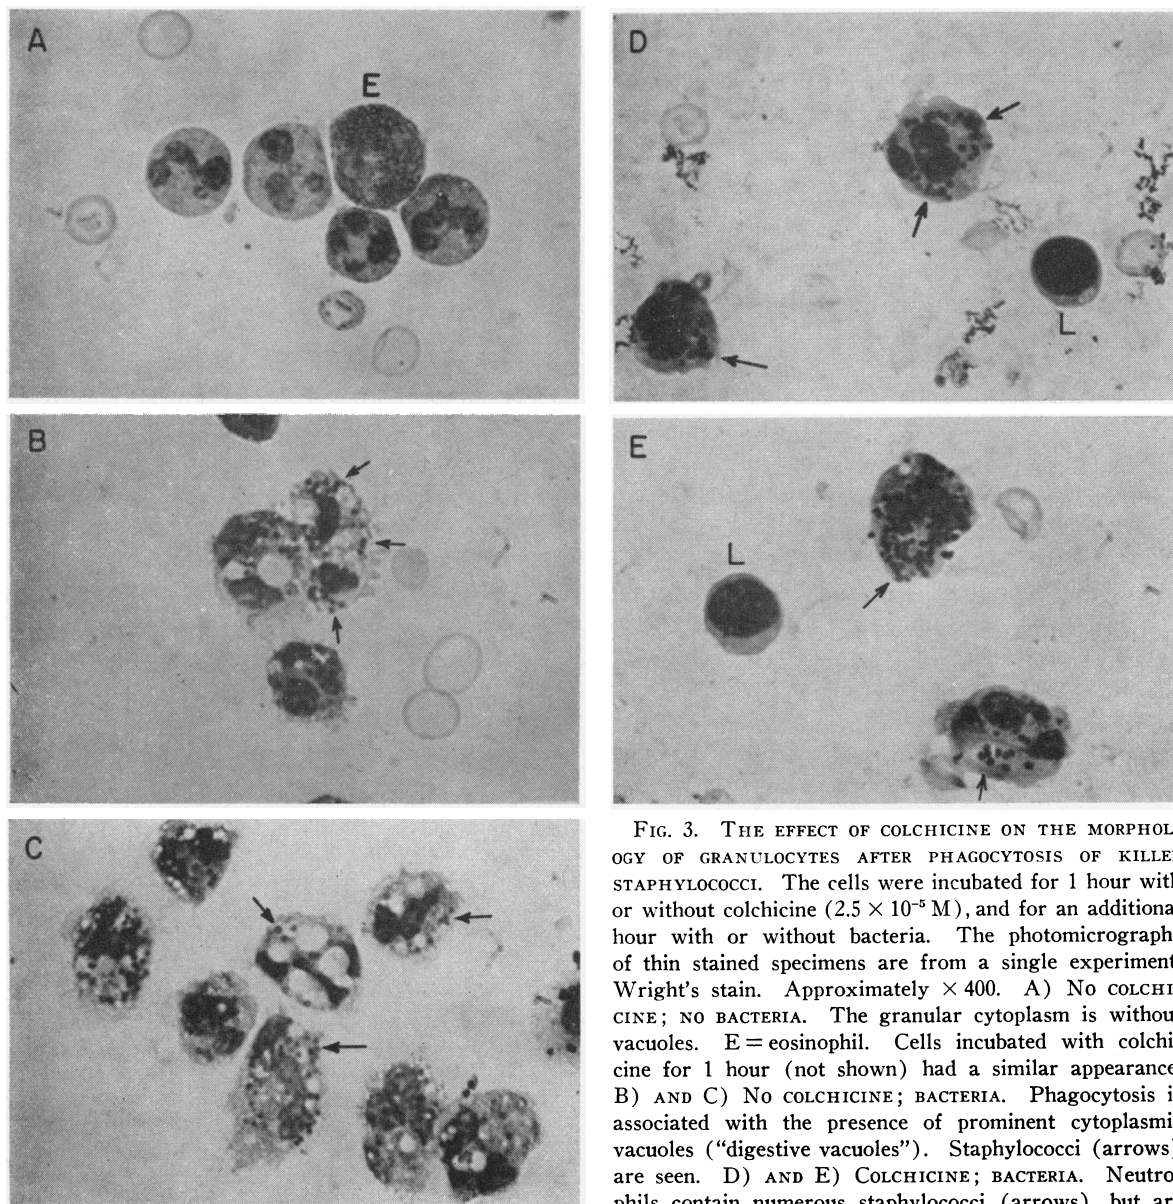 A
E
B
C
D
L
E
L
FIG. 3. THE EFFECT OF COLCHICINE ON THE MORPHOL
OGY OF GRANULOCYTES AFTER PHAGOCYTOSIS OF KILLE
STAPHYLOCOCCI. The cells were incubated for 1 hour with
or without colchicine (2.5 × 10⁻⁵ M), and for an additiona
hour with or without bacteria. The photomicrograph
of thin stained specimens are from a single experiment
Wright's stain. Approximately × 400. A) NO COLCHI
CINE; NO BACTERIA. The granular cytoplasm is withou
vacuoles. E = eosinophil. Cells incubated with colchi
cine for 1 hour (not shown) had a similar appearance
B) AND C) NO COLCHICINE; BACTERIA. Phagocytosis i
associated with the presence of prominent cytoplasmi
vacuoles ("digestive vacuoles"). Staphylococci (arrows)
are seen. D) AND E) COLCHICINE; BACTERIA. Neutro
phils contain numerous staphylococci (arrows), but